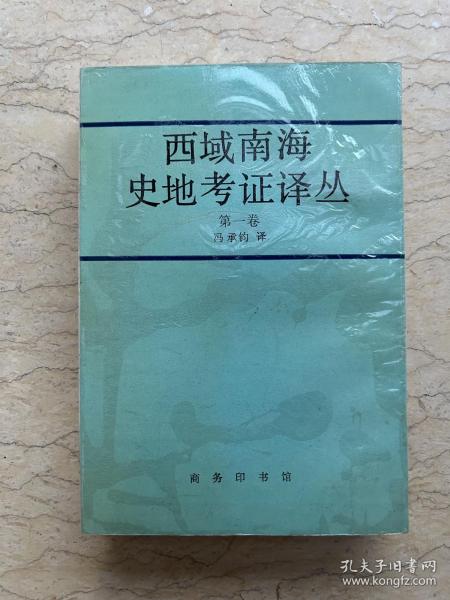 西域南海
史地考证译丛
第一卷
冯承钧 译
商务印书馆
孔夫子旧书网
www.kongfz.com